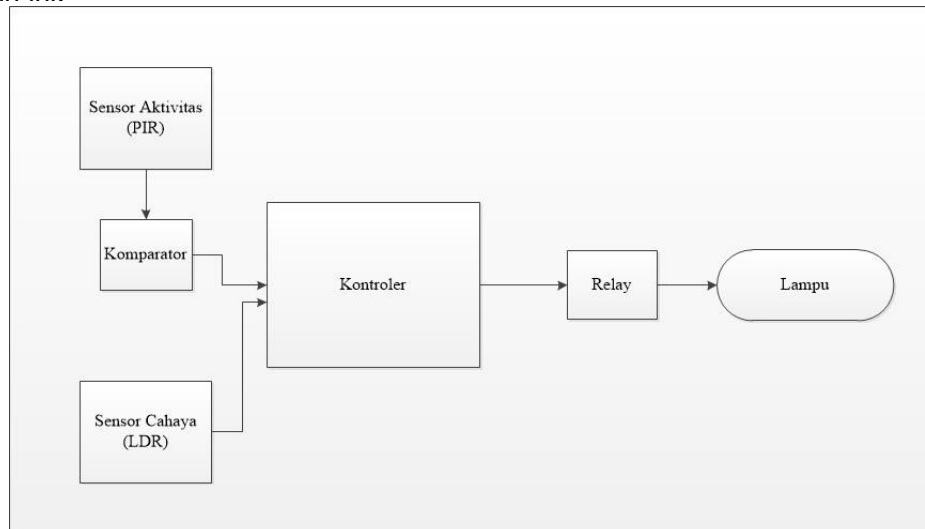 Sensor Aktivitas
(PIR)
Komparator
Kontroler
Relay
Lampu
Sensor Cahaya
(LDR)